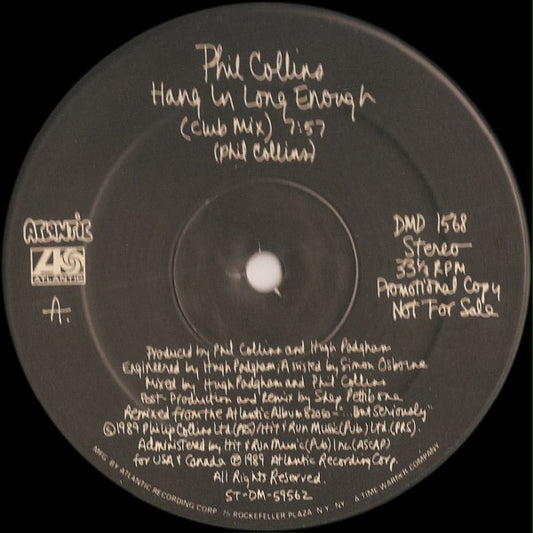 Phil Collins
Hang In Long Enough
(Club Mix) 7:57
(Phil Collins)
ATLANTIC
ATLANTIC
A.
DMD 1568
Stereo
33⅓ RPM
Promotional Copy
Not For Sale
Produced by Phil Collins and Hugh Padgham
Engineered by Hugh Padgham/Assisted by Simon Osborne
Mixed by Hugh Padgham and Phil Collins
Post-Production and Remix by Shep Pettibone
Remixed from the Atlantic Album 82050 - "...But Seriously"
©1989 Philip Collins Ltd (PRS)/Hit & Run Music (Pub) Ltd (PRS).
Administered by Hit & Run Music (Pub) Inc. (ASCAP)
for USA & Canada ℗ 1989 Atlantic Recording Corp.
All Rights Reserved.
ST-DM-59562
MFG. BY ATLANTIC RECORDING CORP. 75 ROCKEFELLER PLAZA, N.Y. NY. A TIME WARNER COMPANY